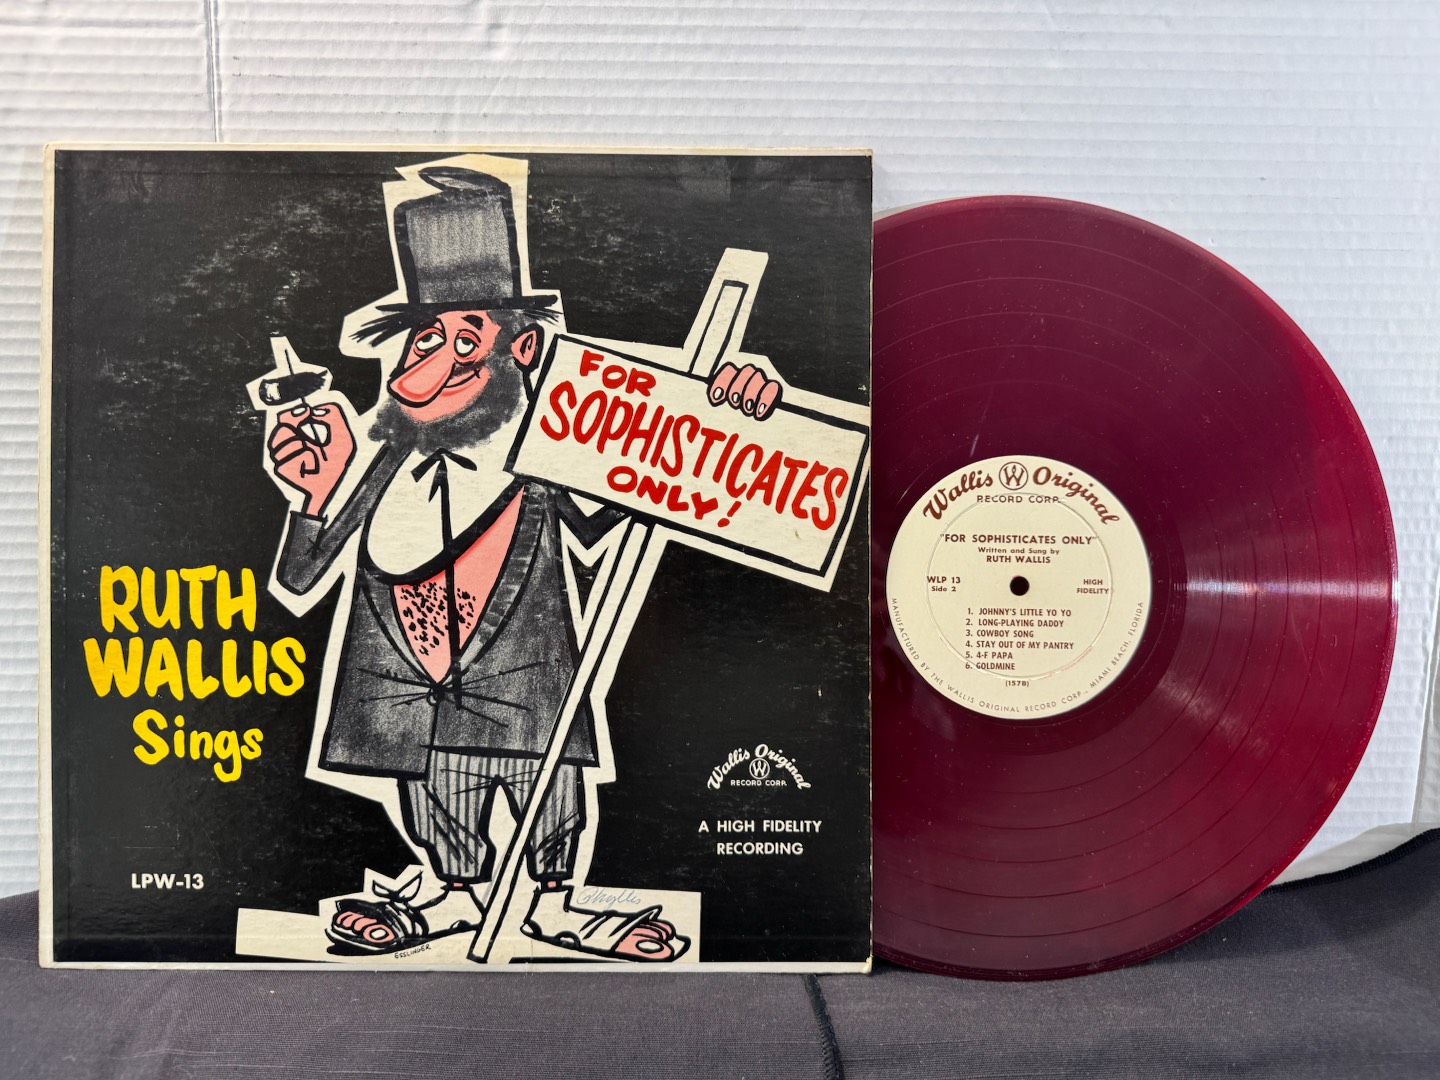 FOR
SOPHISTICATES
ONLY!
RUTH
WALLIS
Sings
Wallis Original
W
RECORD CORP.
A HIGH FIDELITY
RECORDING
LPW-13
Phyllis
ESSLINGER
Wallis W Original
RECORD CORP.
"FOR SOPHISTICATES ONLY"
Written and Sung by
RUTH WALLIS
WLP 13
Side 2
HIGH
FIDELITY
1. JOHNNY'S LITTLE YO YO
2. LONG-PLAYING DADDY
3. COWBOY SONG
4. STAY OUT OF MY PANTRY
5. 4-F PAPA
6. GOLDMINE
(1578)
MANUFACTURED BY THE WALLIS ORIGINAL RECORD CORP., MIAMI BEACH, FLORIDA